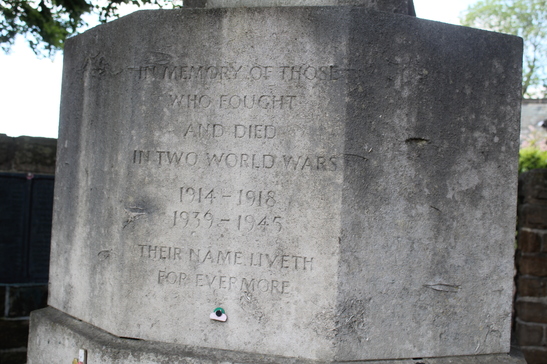 IN MEMORY OF THOSE
WHO FOUGHT
AND DIED
IN TWO WORLD WARS
1914 - 1918
1939 - 1945
THEIR NAME LIVETH
FOR EVERMORE